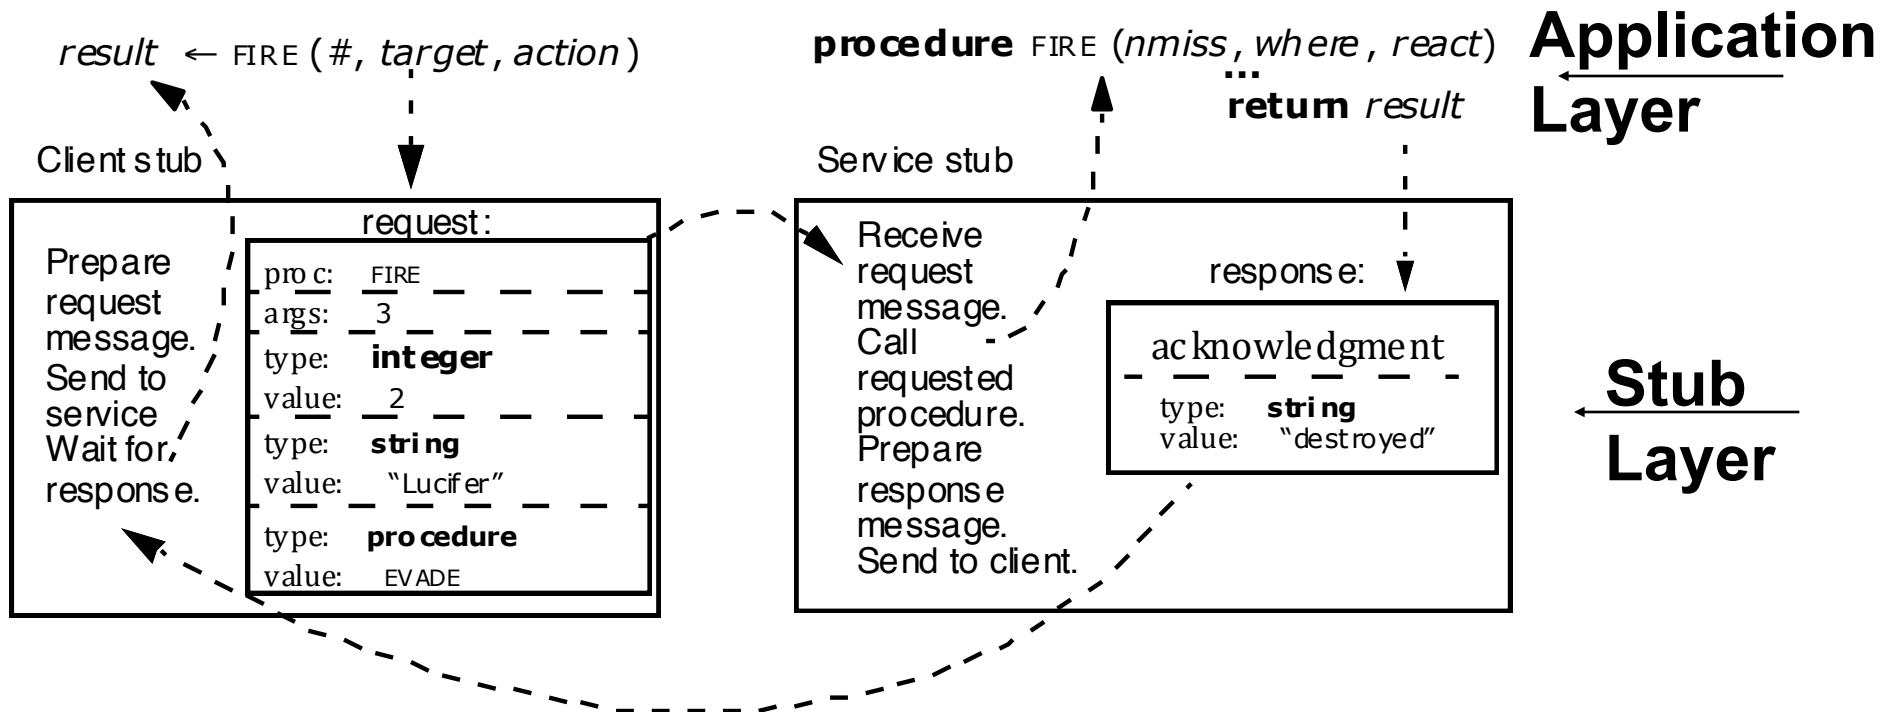 result ← FIRE (#, target, action)
procedure FIRE (nmiss, where, react)
...
return result
Application
Layer
Client stub
Prepare
request
message.
Send to
service
Wait for
response.
request:
proc: FIRE
args: 3
type: integer
value: 2
type: string
value: “Lucifer”
type: procedure
value: EVADE
Service stub
Receive
request
message.
Call
requested
procedure.
Prepare
response
message.
Send to client.
response:
acknowledgment
type: string
value: “destroyed”
Stub
Layer